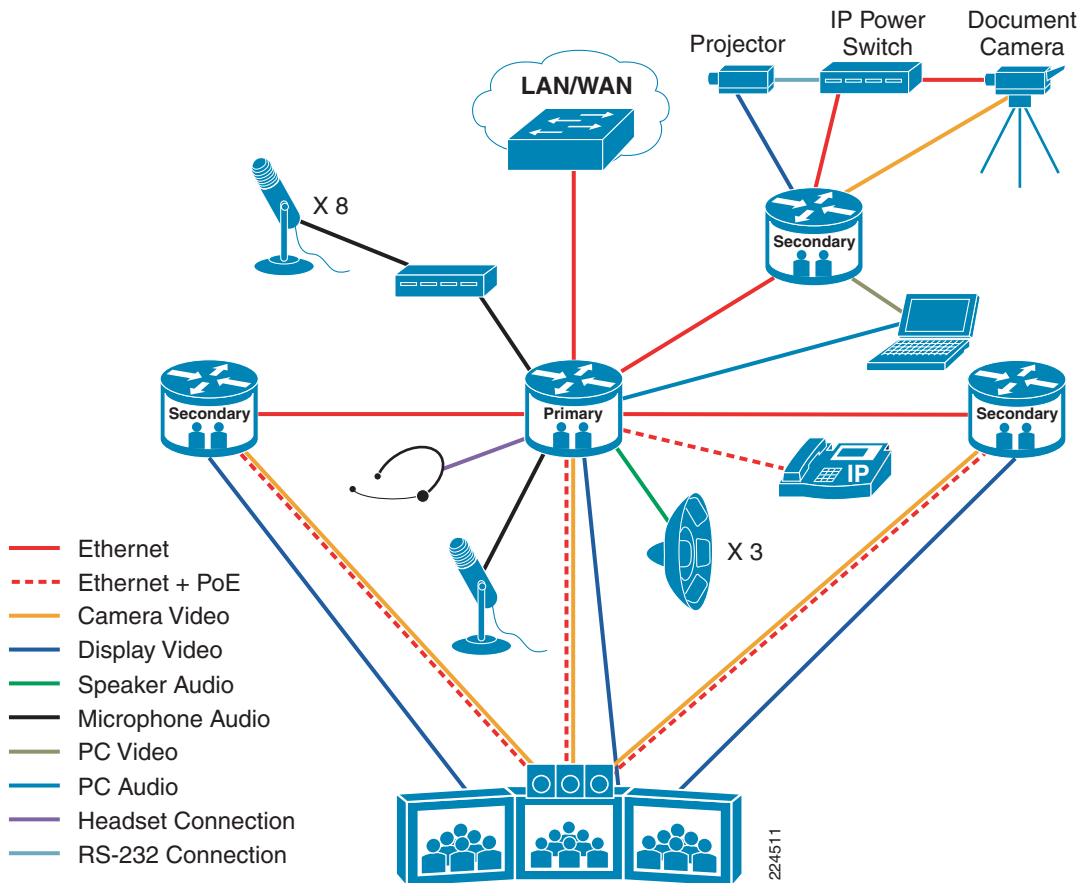 Projector
IP Power
Switch
Document
Camera
LAN/WAN
X 8
Secondary
Secondary
Primary
Secondary
IP
X 3
Ethernet
Ethernet + PoE
Camera Video
Display Video
Speaker Audio
Microphone Audio
PC Video
PC Audio
Headset Connection
RS-232 Connection
224511